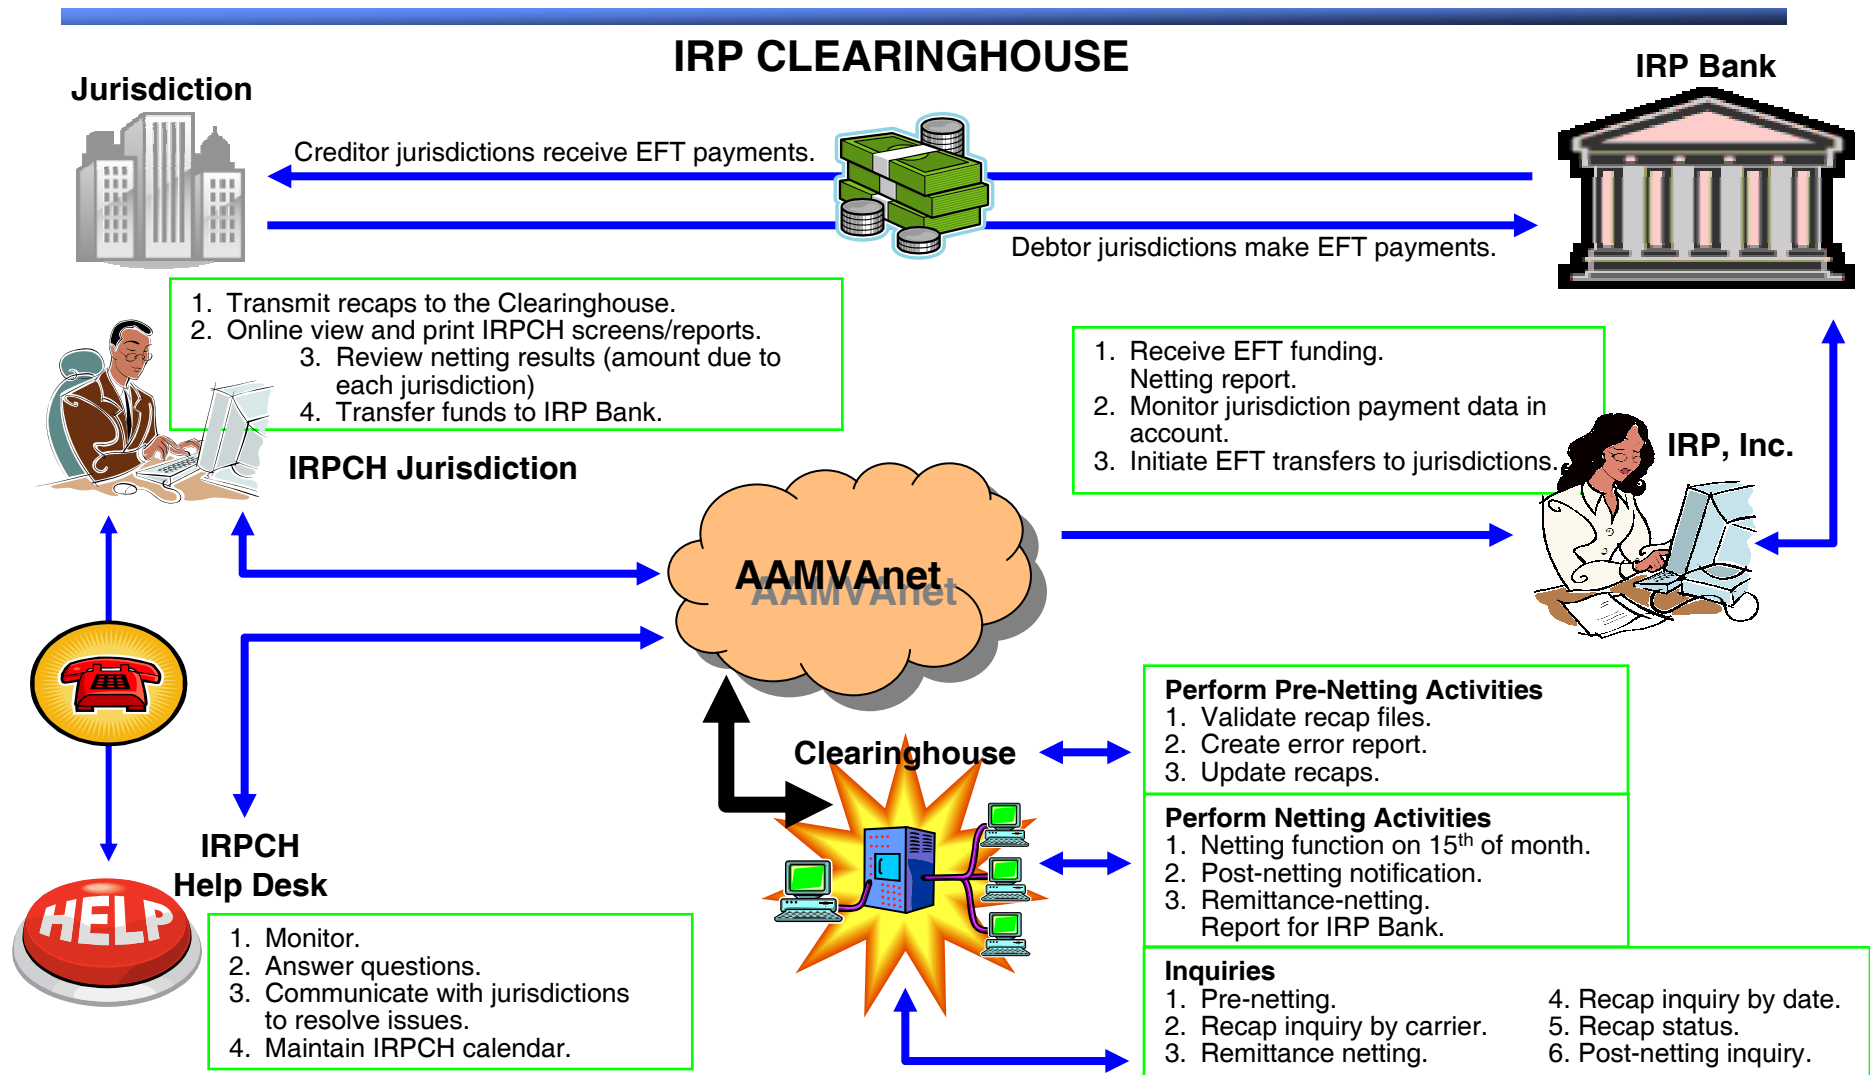 IRP CLEARINGHOUSE
Jurisdiction
IRP Bank
Creditor jurisdictions receive EFT payments.
Debtor jurisdictions make EFT payments.
1. Transmit recaps to the Clearinghouse.
2. Online view and print IRPCH screens/reports.
3. Review netting results (amount due to
each jurisdiction)
4. Transfer funds to IRP Bank.
IRPCH Jurisdiction
1. Receive EFT funding.
Netting report.
2. Monitor jurisdiction payment data in
account.
3. Initiate EFT transfers to jurisdictions.
IRP, Inc.
AAMVAnet
Clearinghouse
Perform Pre-Netting Activities
1. Validate recap files.
2. Create error report.
3. Update recaps.
Perform Netting Activities
1. Netting function on 15th of month.
2. Post-netting notification.
3. Remittance-netting.
Report for IRP Bank.
Inquiries
1. Pre-netting.
2. Recap inquiry by carrier.
3. Remittance netting.
4. Recap inquiry by date.
5. Recap status.
6. Post-netting inquiry.
IRPCH
Help Desk
HELP
1. Monitor.
2. Answer questions.
3. Communicate with jurisdictions
to resolve issues.
4. Maintain IRPCH calendar.